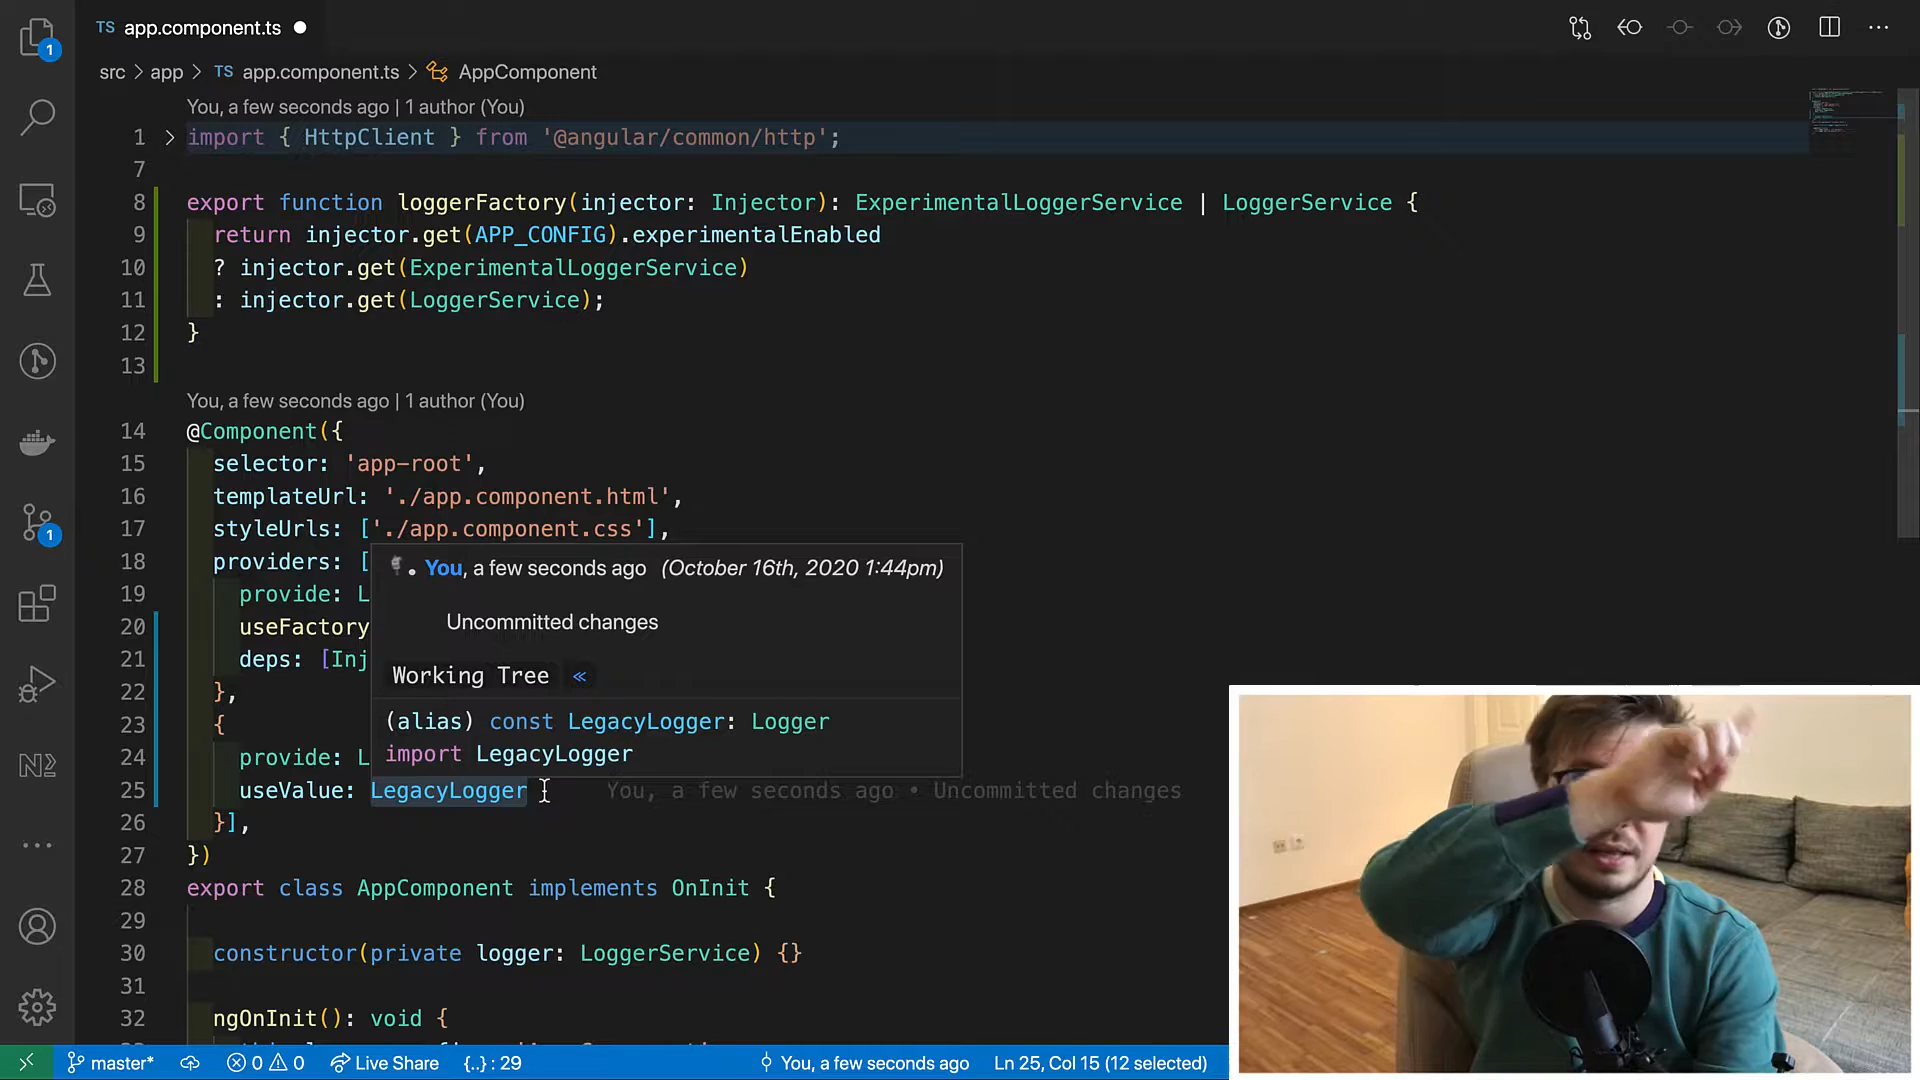 1
TS app.component.ts
src > app > TS app.component.ts > AppComponent
You, a few seconds ago | 1 author (You)
1 import { HttpClient } from '@angular/common/http';
7
8 export function loggerFactory(injector: Injector): ExperimentalLoggerService | LoggerService {
9 return injector.get(APP_CONFIG).experimentalEnabled
10 ? injector.get(ExperimentalLoggerService)
11 : injector.get(LoggerService);
12 }
13
You, a few seconds ago | 1 author (You)
14 @Component({
15 selector: 'app-root',
16 templateUrl: './app.component.html',
17 styleUrls: ['./app.component.css'],
18 providers: [
You, a few seconds ago (October 16th, 2020 1:44pm)
19 provide: L
Uncommitted changes
20 useFactory
21 deps: [Inj
Working Tree «
22 },
23 {
(alias) const LegacyLogger: Logger
import LegacyLogger
24 provide: L
25 useValue: LegacyLogger You, a few seconds ago • Uncommitted changes
26 }],
27 })
28 export class AppComponent implements OnInit {
29
30 constructor(private logger: LoggerService) {}
31
32 ngOnInit(): void {
1
master* 0 0 Live Share {..} : 29 You, a few seconds ago Ln 25, Col 15 (12 selected)